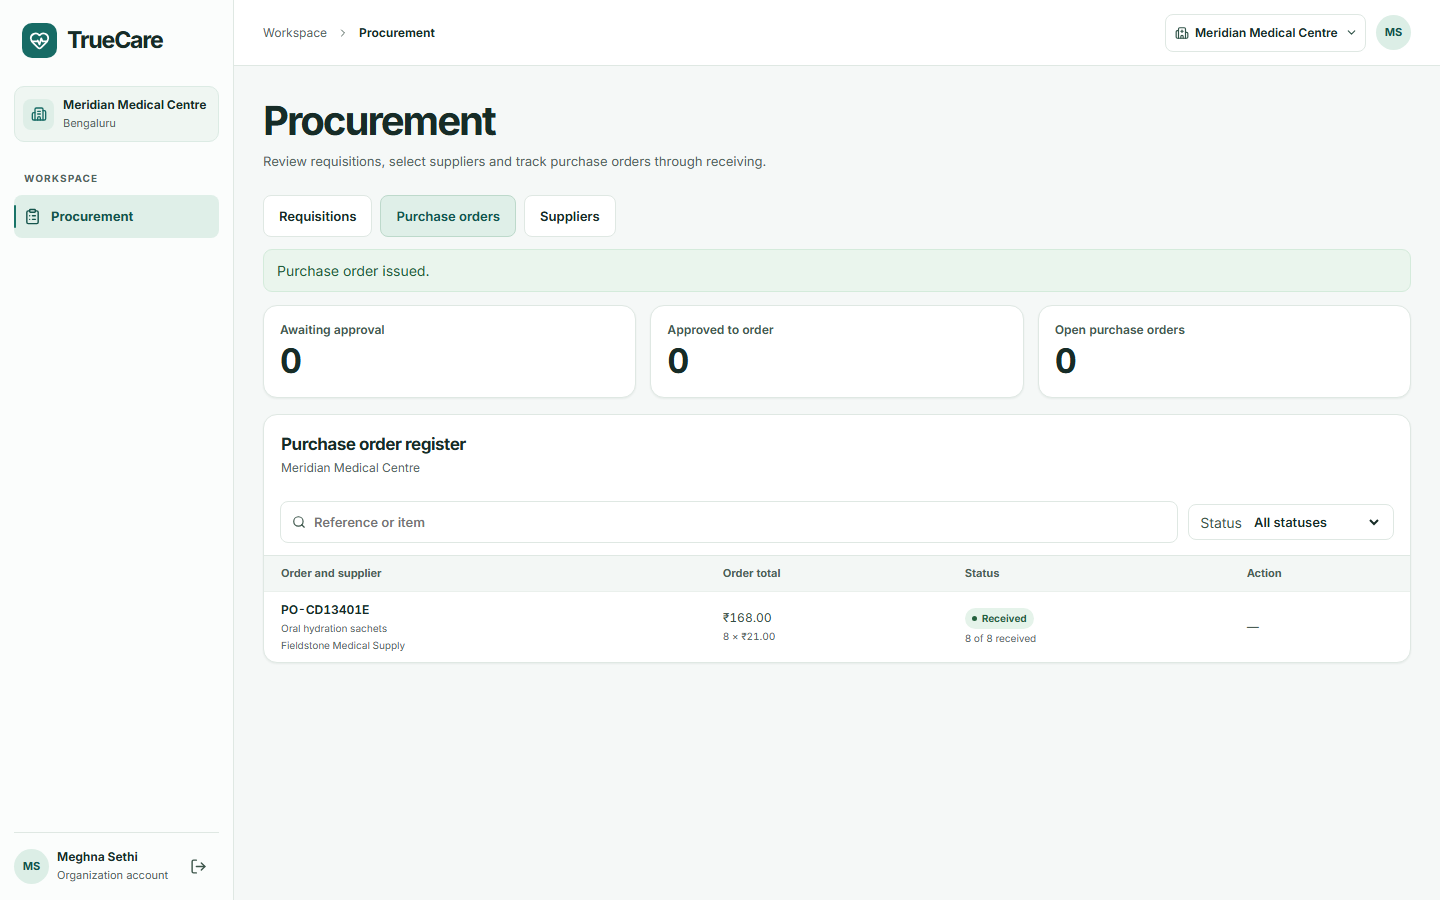 TrueCare
Meridian Medical Centre
Bengaluru
WORKSPACE
Procurement
Meghna Sethi
Organization account
MS
Workspace > Procurement
Meridian Medical Centre
MS
Procurement
Review requisitions, select suppliers and track purchase orders through receiving.
Requisitions Purchase orders Suppliers
Purchase order issued.
Awaiting approval Approved to order Open purchase orders
0 0 0
Purchase order register
Meridian Medical Centre
Reference or item Status All statuses
Order and supplier Order total Status Action
PO-CD13401E
Oral hydration sachets
Fieldstone Medical Supply
₹168.00
8 × ₹21.00
Received
8 of 8 received
—